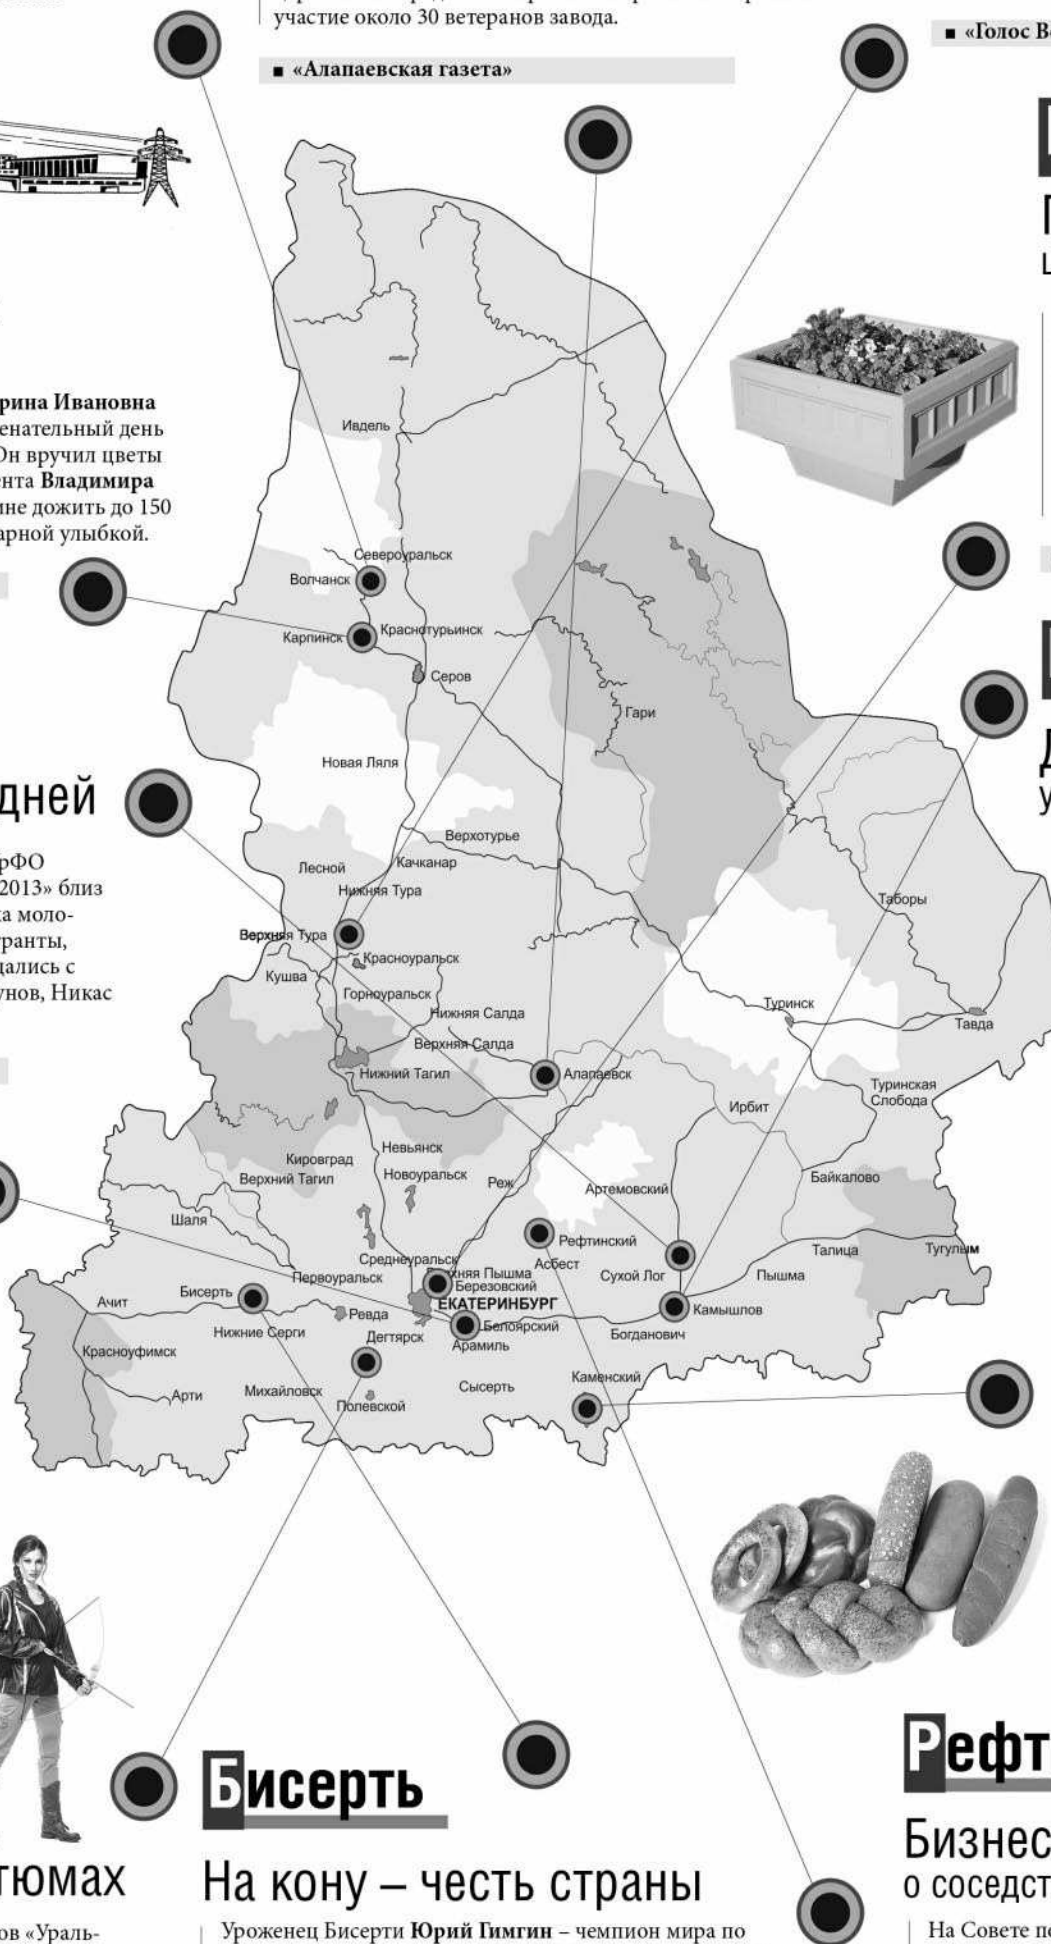 участие около 30 ветеранов завода.
■ «Алапаевская газета»
■ «Голос В
рина Ивановна
енательный день
Он вручил цветы
ента Владимира
ине дожить до 150
арной улыбкой.
дней
рФО
2013» близ
ка моло-
гранты,
дались с
унов, Никас
Ивдель
Североуральск
Волчанск
Карпинск
Краснотурьинск
Серов
Гари
Новая Ляля
Верхотурье
Лесной
Качканар
Нижняя Тура
Таборы
Верхняя Тура
Красноуральск
Кушва
Горноуральск
Нижняя Салда
Туринск
Тавда
Верхняя Салда
Нижний Тагил
Алапаевск
Туринская
Слобода
Ирбит
Невьянск
Кировград
Новоуральск
Верхний Тагил
Реж
Артемовский
Байкалово
Шаля
Рефтинский
Талица
Тугулым
Среднеуральск
Асбест
Верхняя Пышма
Сухой Лог
Пышма
Первоуральск
Березовский
Бисерть
Ачит
ЕКАТЕРИНБУРГ
Камышлов
Ревда
Белоярский
Нижние Серги
Дегтярск
Богданович
Арамиль
Красноуфимск
Каменский
Арти
Михайловск
Сысерть
Полевской
тюмах
ов «Ураль-
Бисерть
На кону – честь страны
Уроженец Бисерти Юрий Гимгин – чемпион мира по
Рефт
Бизнес
о соседст
На Совете по